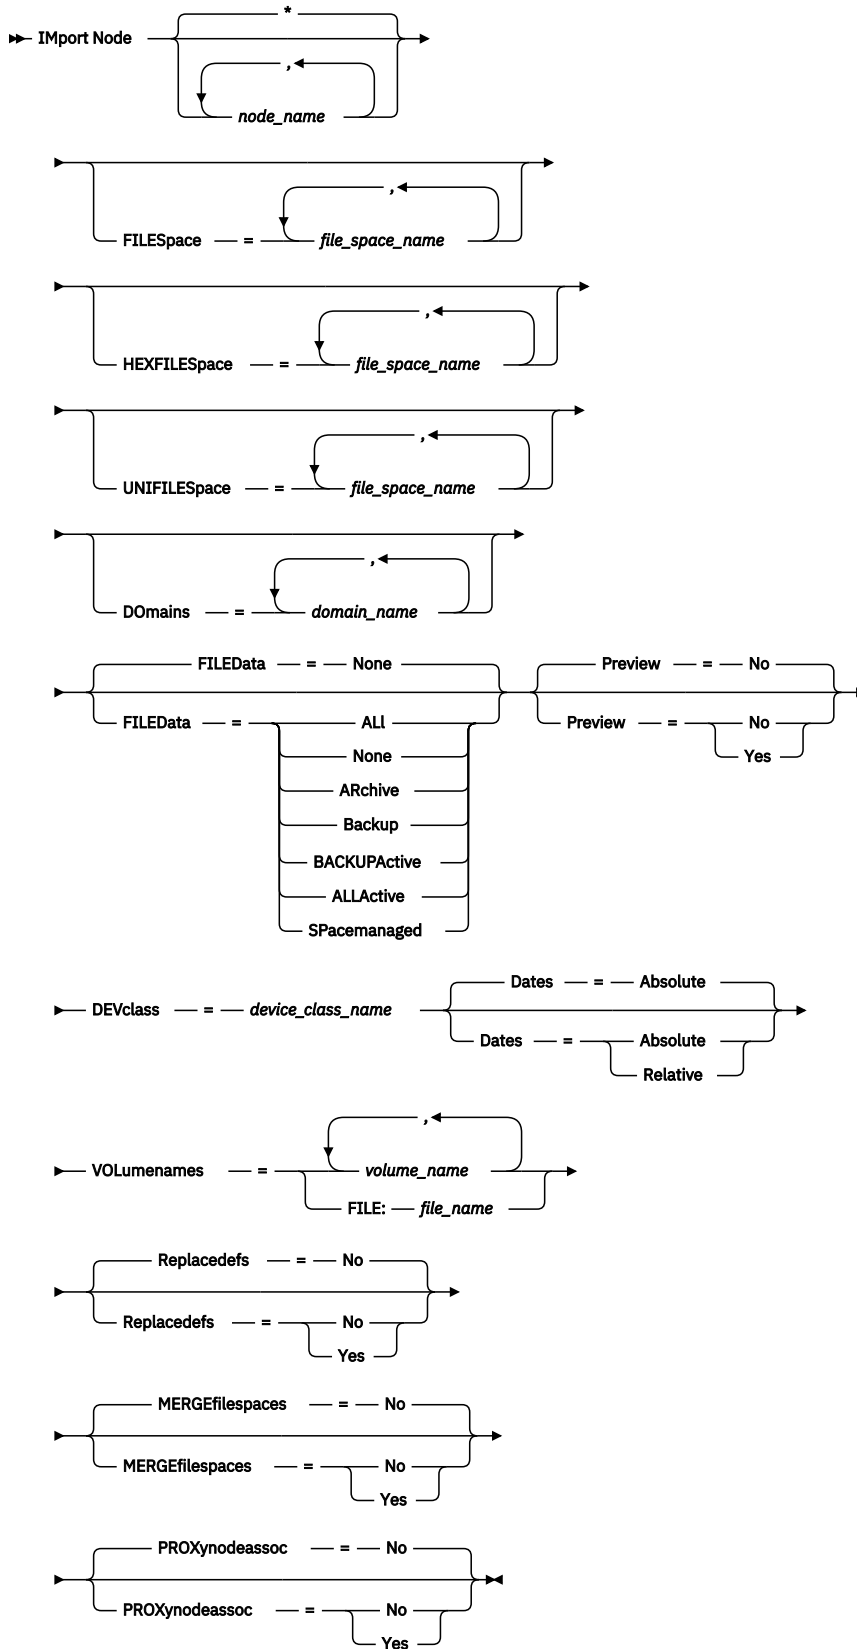 *
IMport Node
,
node_name
,
FILESpace = file_space_name
,
HEXFILESpace = file_space_name
,
UNIFILESpace = file_space_name
,
DOmains = domain_name
FILEData = None Preview = No
FILEData = ALl Preview = No
None Yes
ARchive
Backup
BACKUPActive
ALLActive
SPacemanaged
Dates = Absolute
DEVclass = device_class_name
Dates = Absolute
Relative
,
VOLumenames = volume_name
FILE: file_name
Replacedefs = No
Replacedefs = No
Yes
MERGEfilespaces = No
MERGEfilespaces = No
Yes
PROXynodeassoc = No
PROXynodeassoc = No
Yes